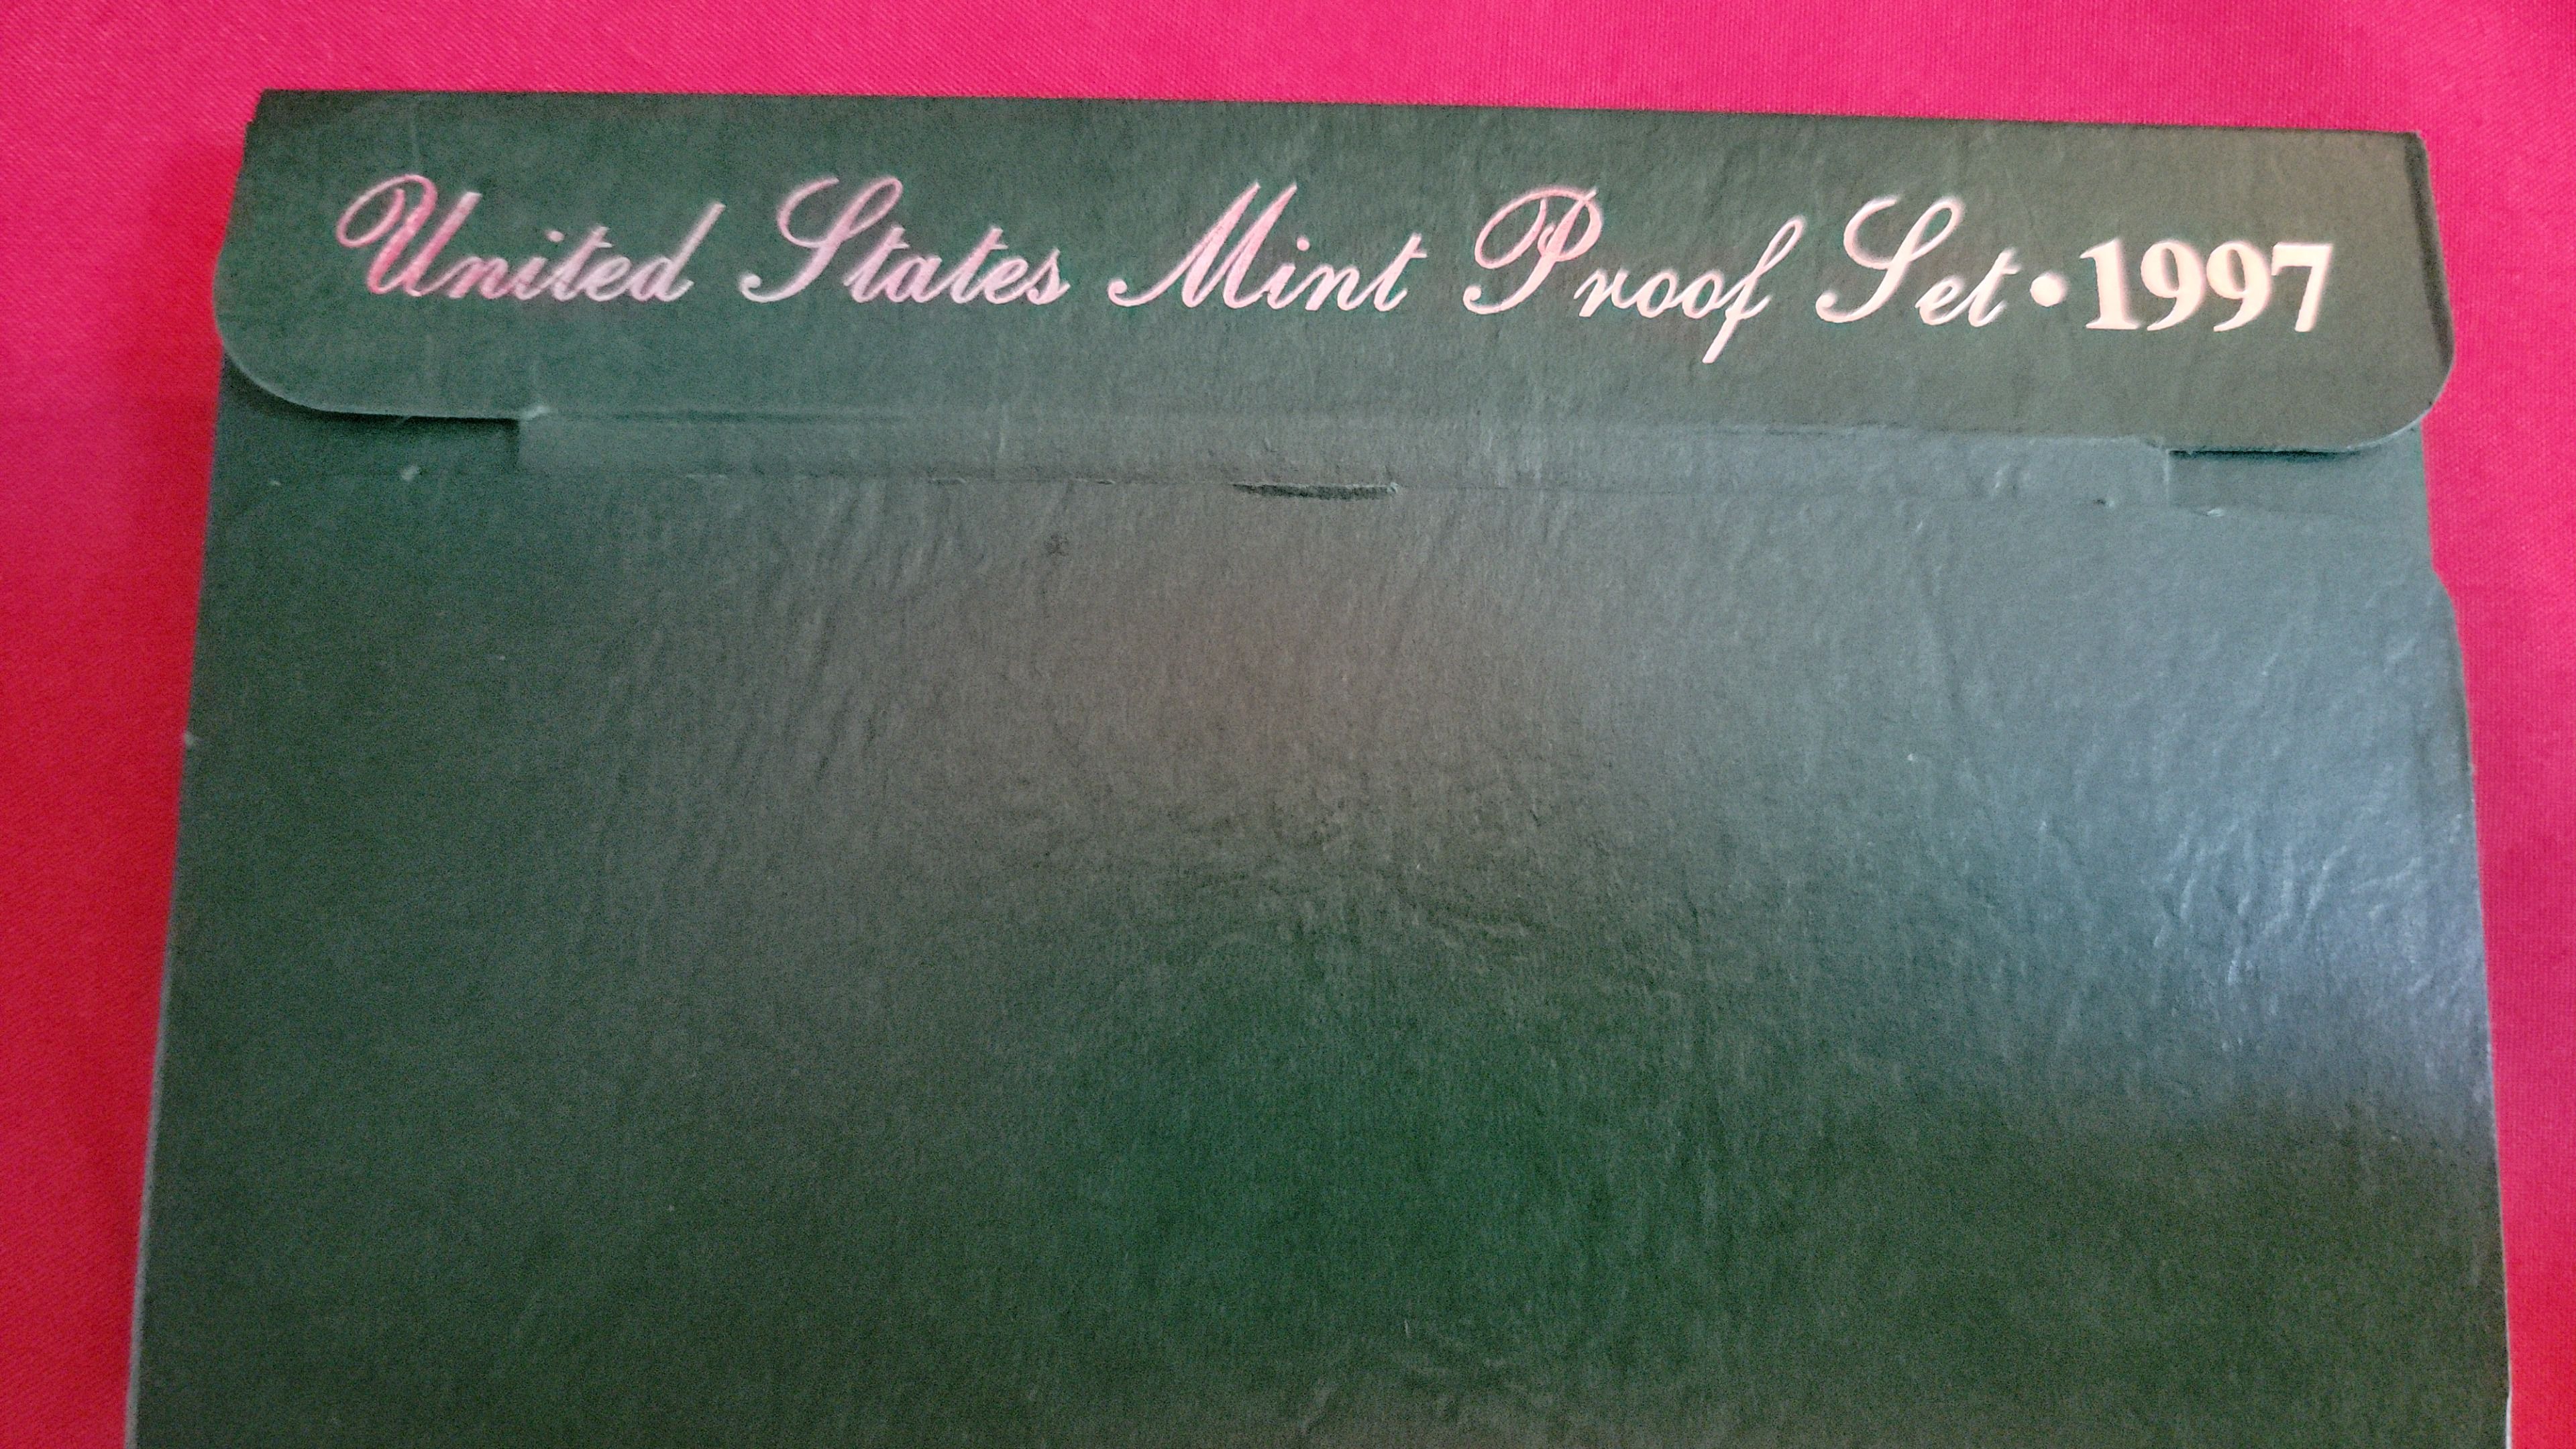 United States Mint Proof Set•1997